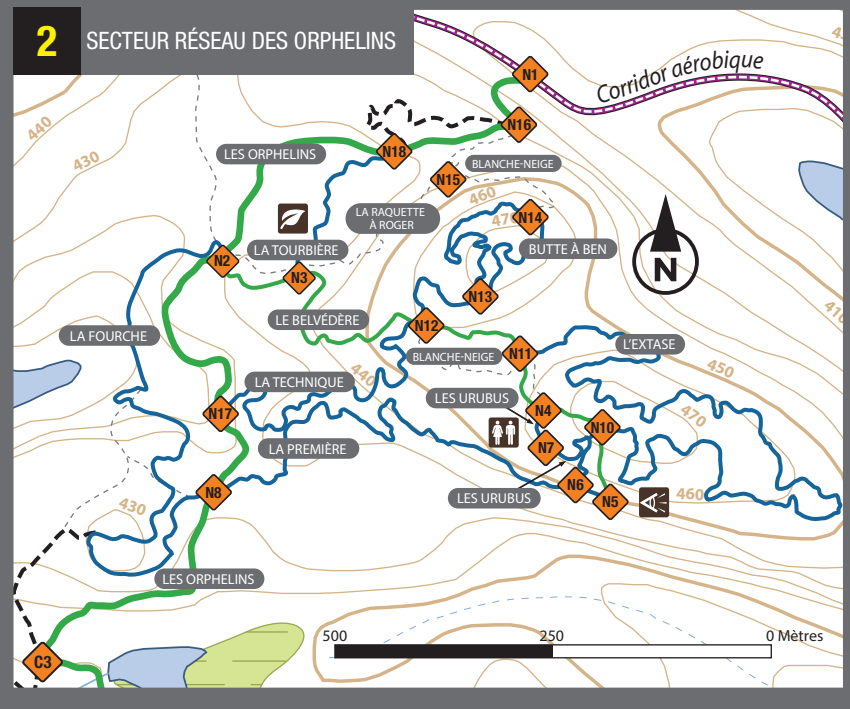 2 SECTEUR RÉSEAU DES ORPHELINS
N1
Corridor aérobique
N16
440
430
LES ORPHELINS
N18
BLANCHE-NEIGE
N15
460
LA RAQUETTE
À ROGER
470
N14
LA TOURBIÈRE
BUTTE À BEN
N2
N3
N
N13
410
LE BELVÉDÈRE
N12
LA FOURCHE
L'EXTASE
BLANCHE-NEIGE
N11
450
440
LA TECHNIQUE
LES URUBUS
N4
470
N17
N10
N7
LA PREMIÈRE
N8
N6
460
LES URUBUS
N5
430
LES ORPHELINS
500 250 0 Mètres
C3